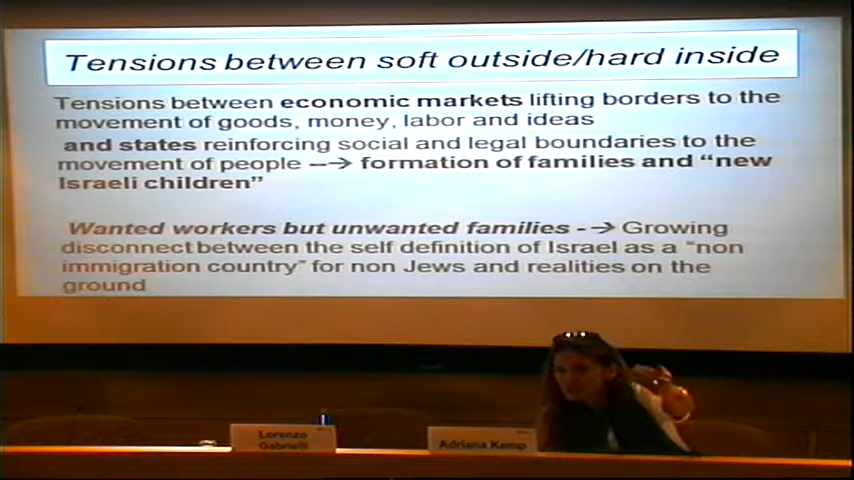 Tensions between soft outside/hard inside
Tensions between economic markets lifting borders to the
movement of goods, money, labor and ideas
and states reinforcing social and legal boundaries to the
movement of people --→ formation of families and “new
Israeli children”
Wanted workers but unwanted families - → Growing
disconnect between the self definition of Israel as a “non
immigration country” for non Jews and realities on the
ground
Lorenzo
Gabrielli
Adriana Kemp